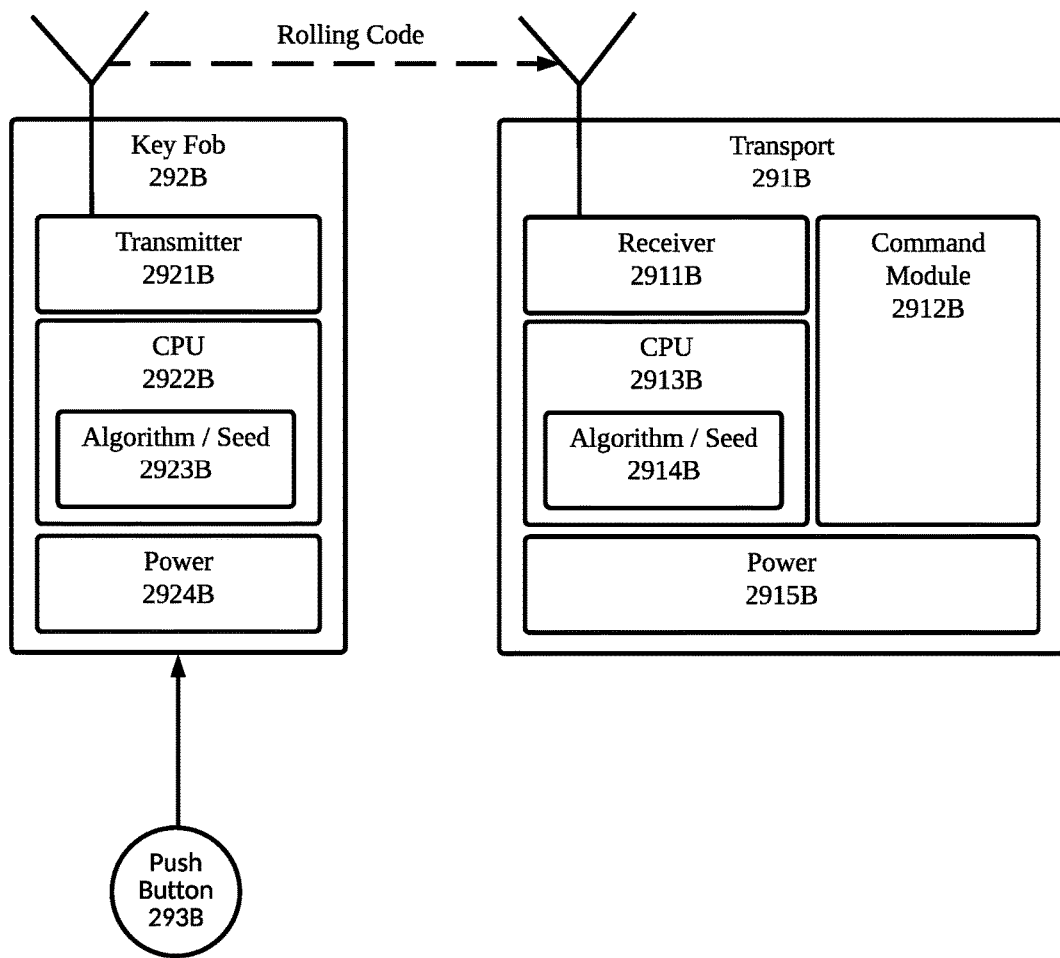 Rolling Code
Key Fob
292B
Transmitter
2921B
CPU
2922B
Algorithm / Seed
2923B
Power
2924B
Push
Button
293B
Transport
291B
Receiver
2911B
Command
Module
2912B
CPU
2913B
Algorithm / Seed
2914B
Power
2915B